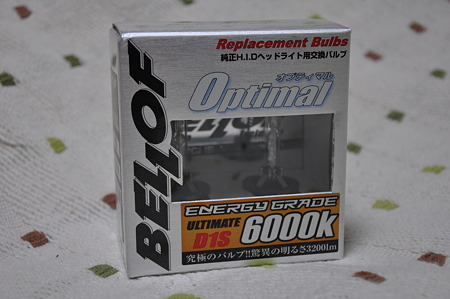 Replacement Bulbs
純正H.I.Dヘッドライト用交換バルブ
オプティマル
Optimal
BELLOF
ENERGY GRADE
ULTIMATE
D1S
6000k
究極のバルブ!!驚異の明るさ3200lm